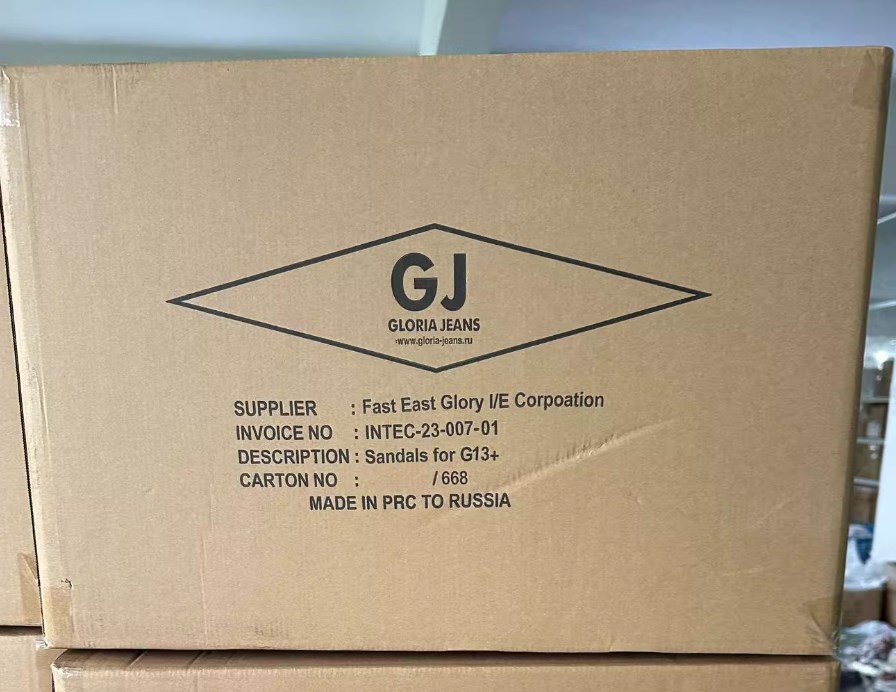 GJ
GLORIA JEANS
www.gloria-jeans.ru
SUPPLIER : Fast East Glory I/E Corpoation
INVOICE NO : INTEC-23-007-01
DESCRIPTION : Sandals for G13+
CARTON NO : / 668
MADE IN PRC TO RUSSIA